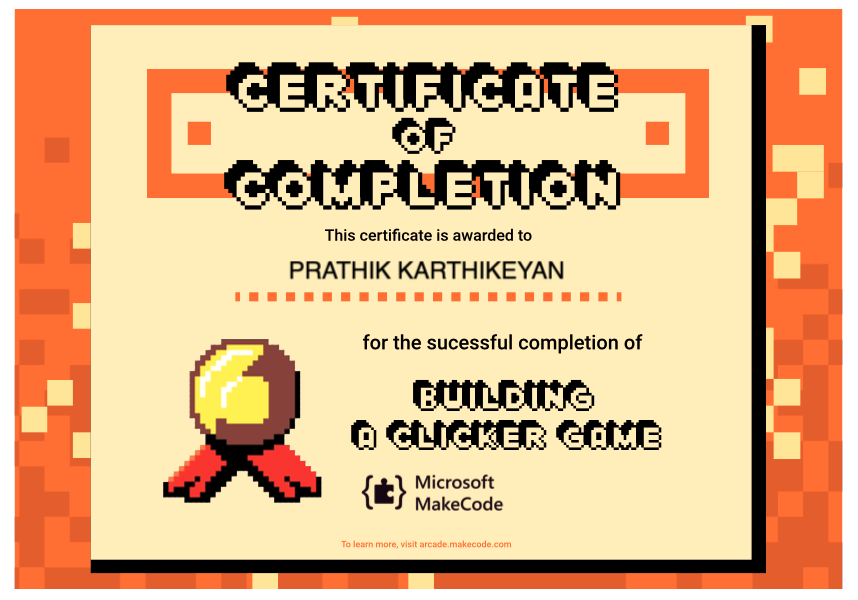 CERTIFICATE
OF
COMPLETION
This certificate is awarded to
PRATHIK KARTHIKEYAN
for the sucessful completion of
BUILDING
A CLICKER GAME
Microsoft
MakeCode
To learn more, visit arcade.makecode.com